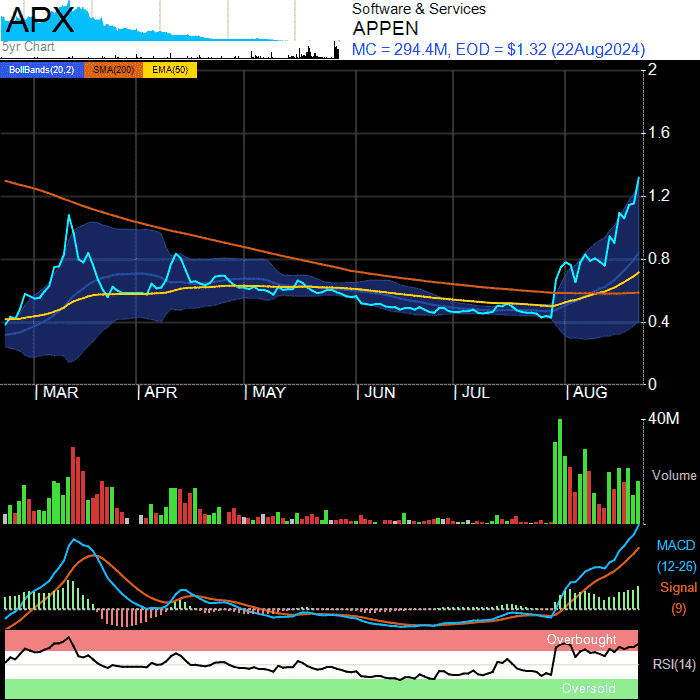 APX
5yr Chart
Software & Services
APPEN
MC = 294.4M, EOD = $1.32 (22Aug2024)
BollBands(20,2) SMA(200) EMA(50)
2
1.6
1.2
0.8
0.4
0
MAR APR MAY JUN JUL AUG
40M
Volume
MACD
(12-26)
Signal
(9)
Overbought
RSI(14)
Oversold